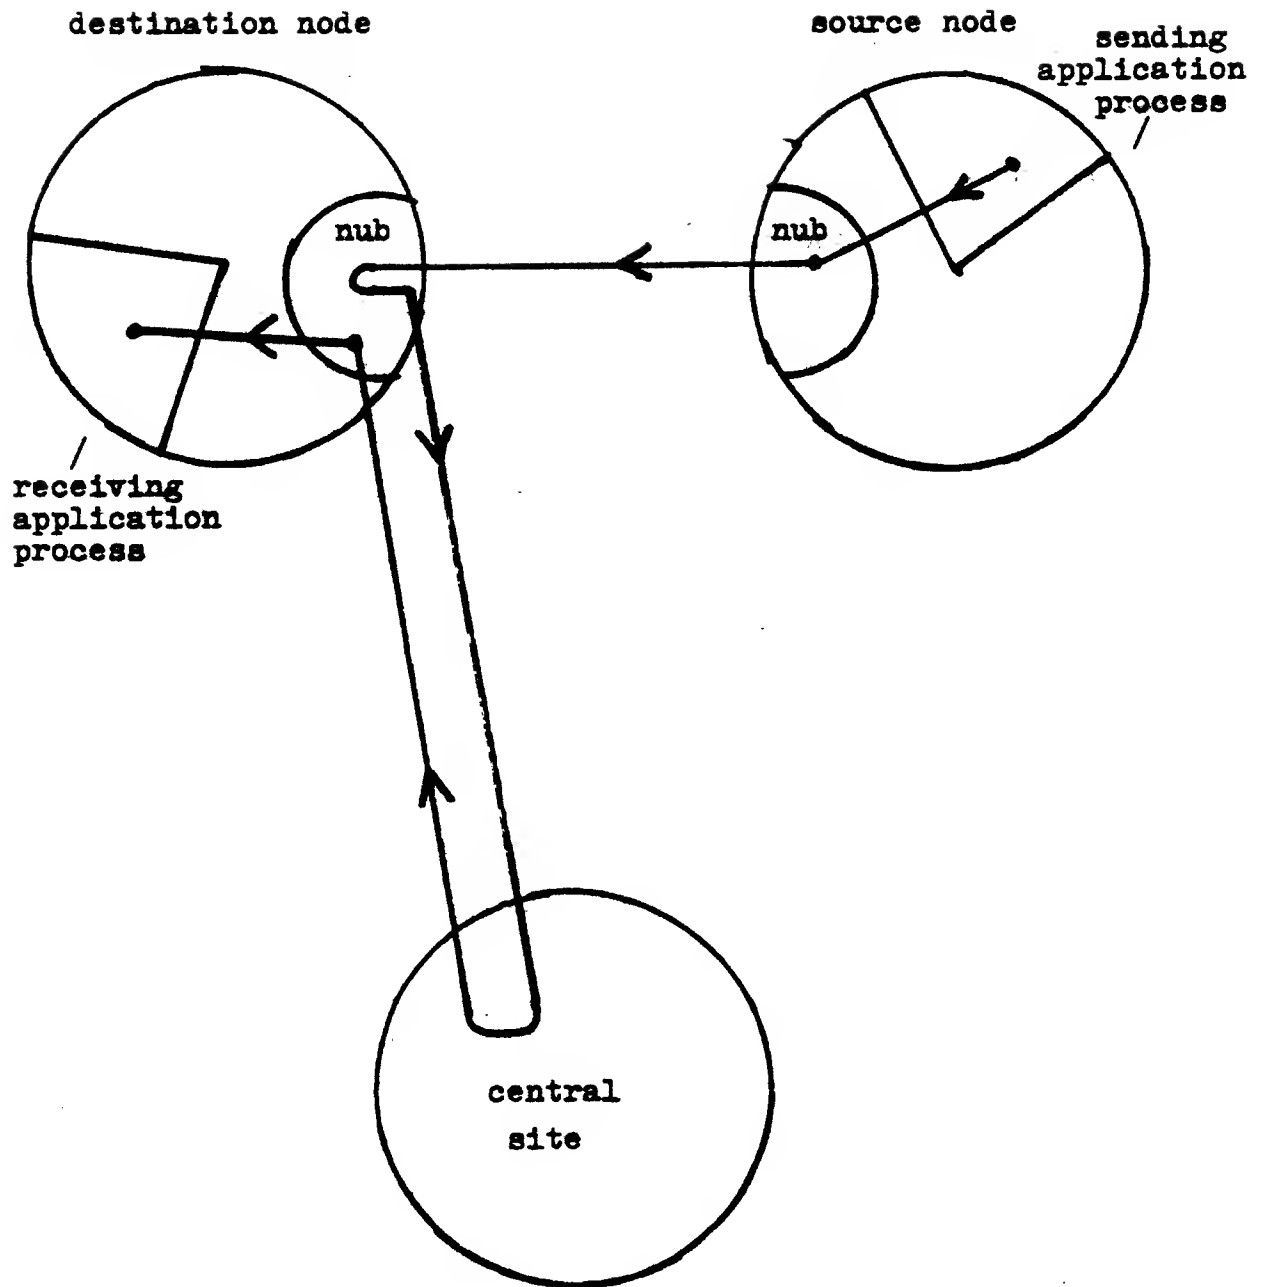 destination node
source node
sending
application
process
nub
nub
receiving
application
process
central
site